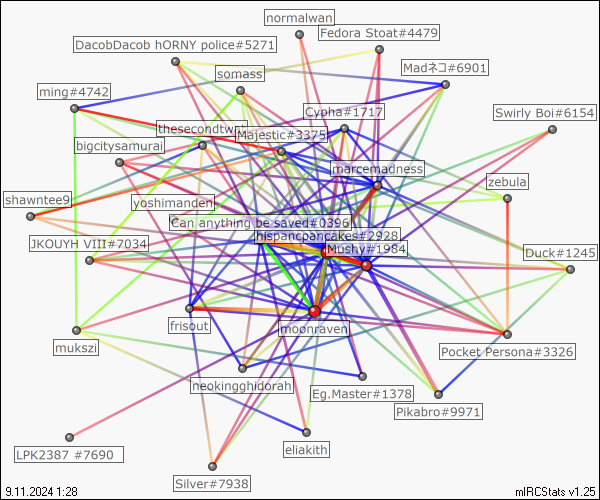 normalwan
Fedora Stoat#4479
DacobDacob hORNY police#5271
somass
Madネコ#6901
ming#4742
Cypha#1717
Swirly Boi#6154
thesecondtwnt
Majestic#3375
bigcitysamurai
marcemadness
zebula
shawntee9
yoshimanden
Can anything be saved#0396
hispancpancakes#2928
JKOUYH VIII#7034
Mushy#1984
Duck#1245
frisout
moonraven
mukszi
Pocket Persona#3326
neokingghidorah
Eg.Master#1378
Pikabro#9971
eliakith
LPK2387 #7690
Silver#7938
9.11.2024 1:28
mIRCStats v1.25